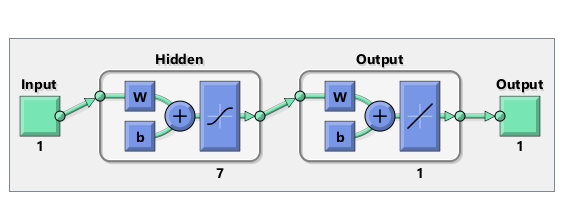 Hidden Output
Input Output
W W
+ +
b b
1 1
7 1